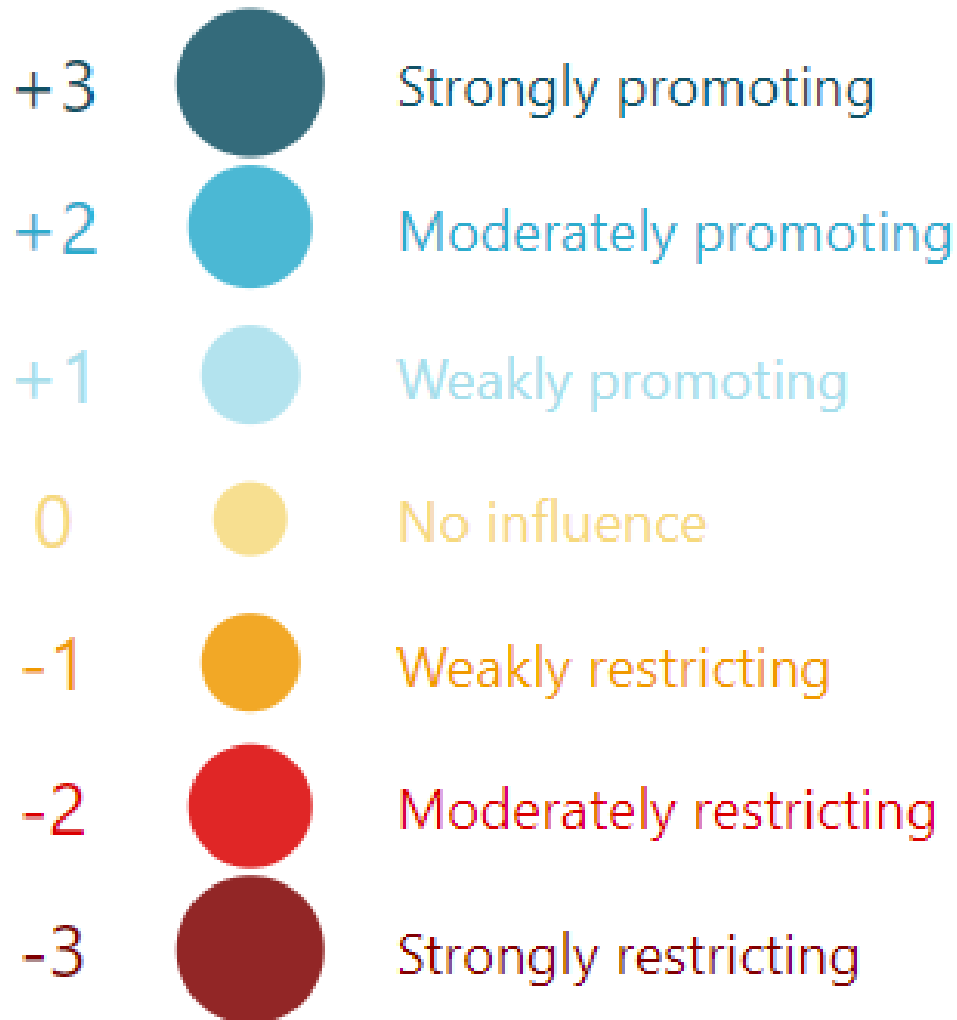 +3 Strongly promoting
+2 Moderately promoting
+1 Weakly promoting
0 No influence
-1 Weakly restricting
-2 Moderately restricting
-3 Strongly restricting